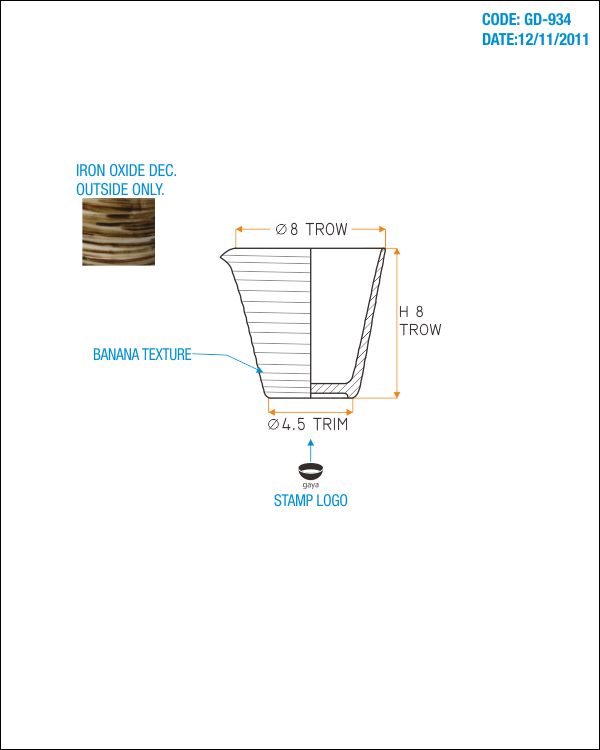 CODE: GD-934
DATE:12/11/2011
IRON OXIDE DEC.
OUTSIDE ONLY.
∅8 TROW
H 8
TROW
BANANA TEXTURE
∅4.5 TRIM
gaya
STAMP LOGO